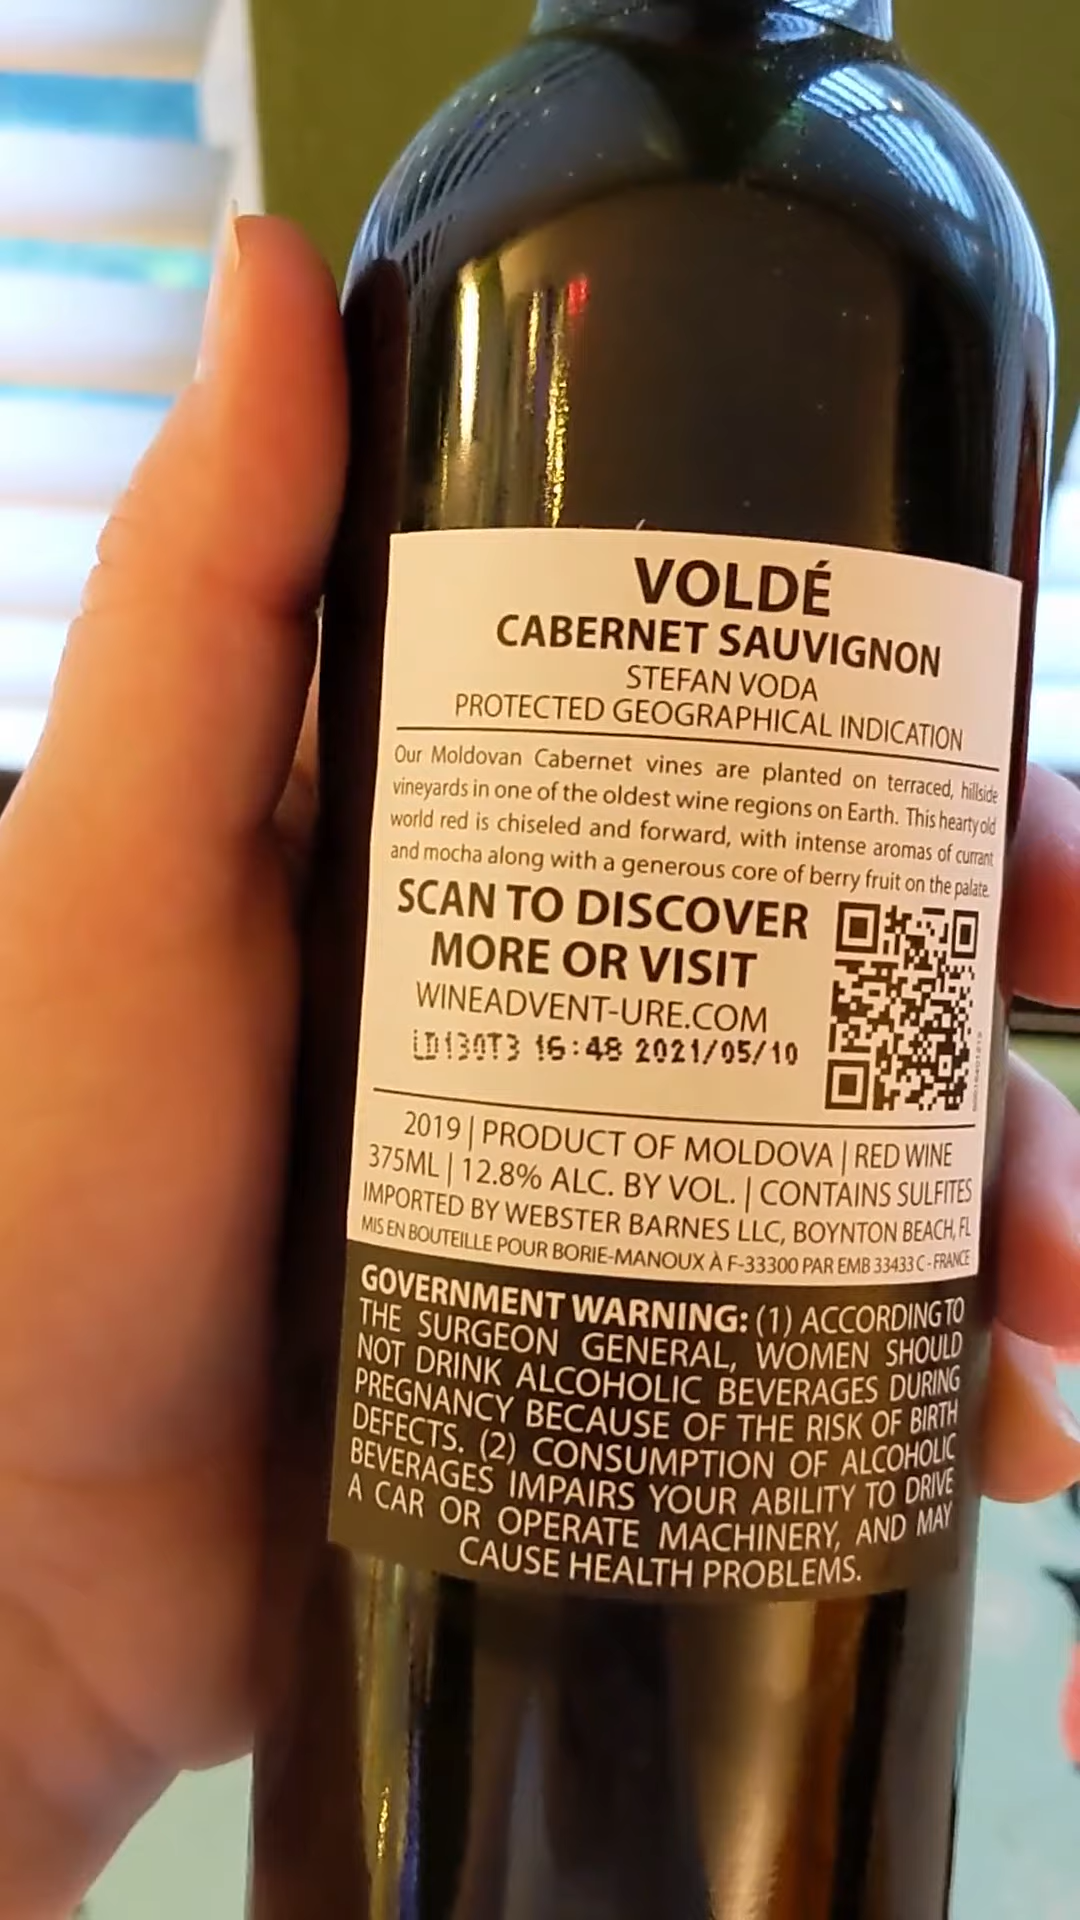 VOLDÉ
CABERNET SAUVIGNON
STEFAN VODA
PROTECTED GEOGRAPHICAL INDICATION
Our Moldovan Cabernet vines are planted on terraced, hillside
vineyards in one of the oldest wine regions on Earth. This hearty old
world red is chiseled and forward, with intense aromas of currant
and mocha along with a generous core of berry fruit on the palate.
SCAN TO DISCOVER
MORE OR VISIT
WINEADVENT-URE.COM
LD130T3 16:48 2021/05/10
2019 | PRODUCT OF MOLDOVA | RED WINE
375ML | 12.8% ALC. BY VOL. | CONTAINS SULFITES
IMPORTED BY WEBSTER BARNES LLC, BOYNTON BEACH, FL
MIS EN BOUTEILLE POUR BORIE-MANOUX À F-33300 PAR EMB 33433 C - FRANCE
GOVERNMENT WARNING: (1) ACCORDING TO
THE SURGEON GENERAL, WOMEN SHOULD
NOT DRINK ALCOHOLIC BEVERAGES DURING
PREGNANCY BECAUSE OF THE RISK OF BIRTH
DEFECTS. (2) CONSUMPTION OF ALCOHOLIC
BEVERAGES IMPAIRS YOUR ABILITY TO DRIVE
A CAR OR OPERATE MACHINERY, AND MAY
CAUSE HEALTH PROBLEMS.